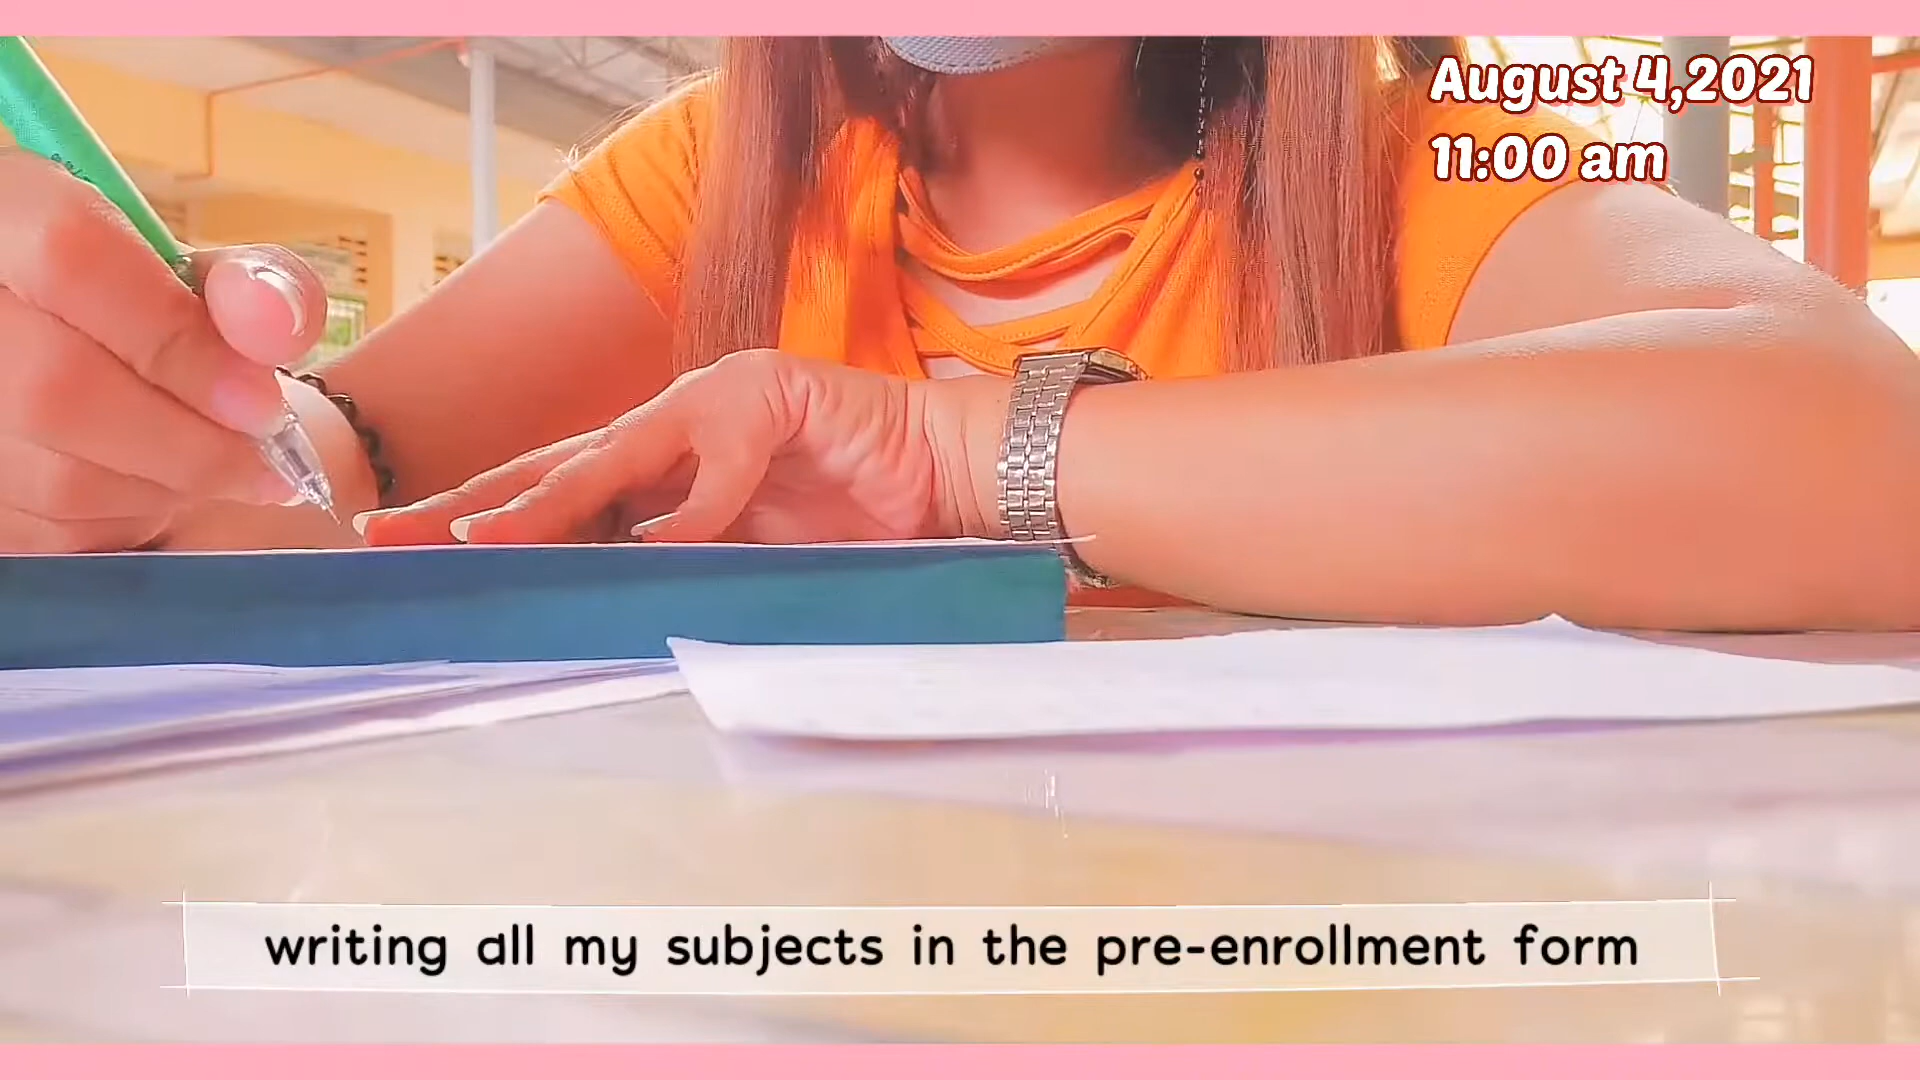 August 4,2021
11:00 am
writing all my subjects in the pre-enrollment form